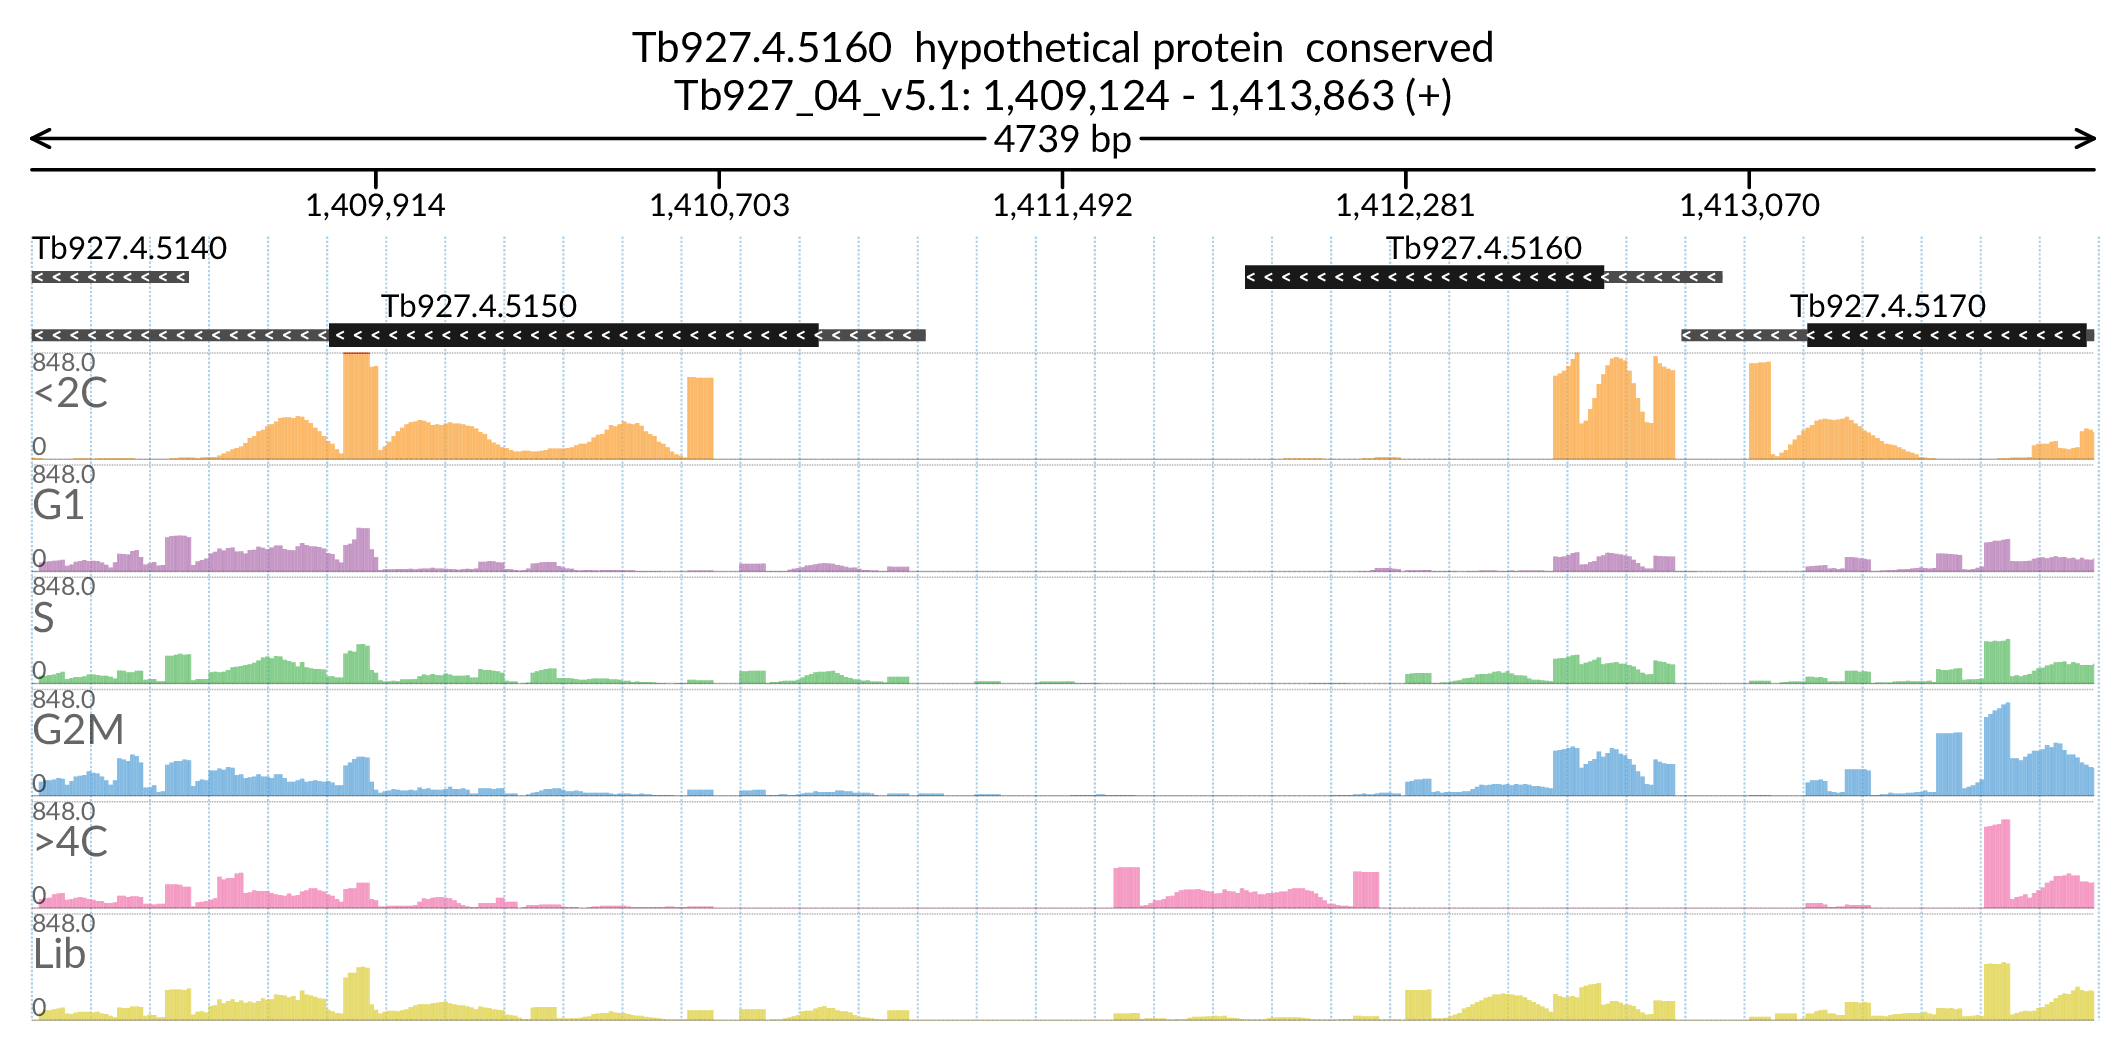 Tb927.4.5160  hypothetical protein  conserved
Tb927_04_v5.1: 1,409,124 - 1,413,863 (+)
4739 bp
1,409,914 1,410,703 1,411,492 1,412,281 1,413,070
Tb927.4.5140 Tb927.4.5160
Tb927.4.5150 Tb927.4.5170
848.0
<2C
0
848.0
G1
0
848.0
S
0
848.0
G2M
0
848.0
>4C
0
848.0
Lib
0